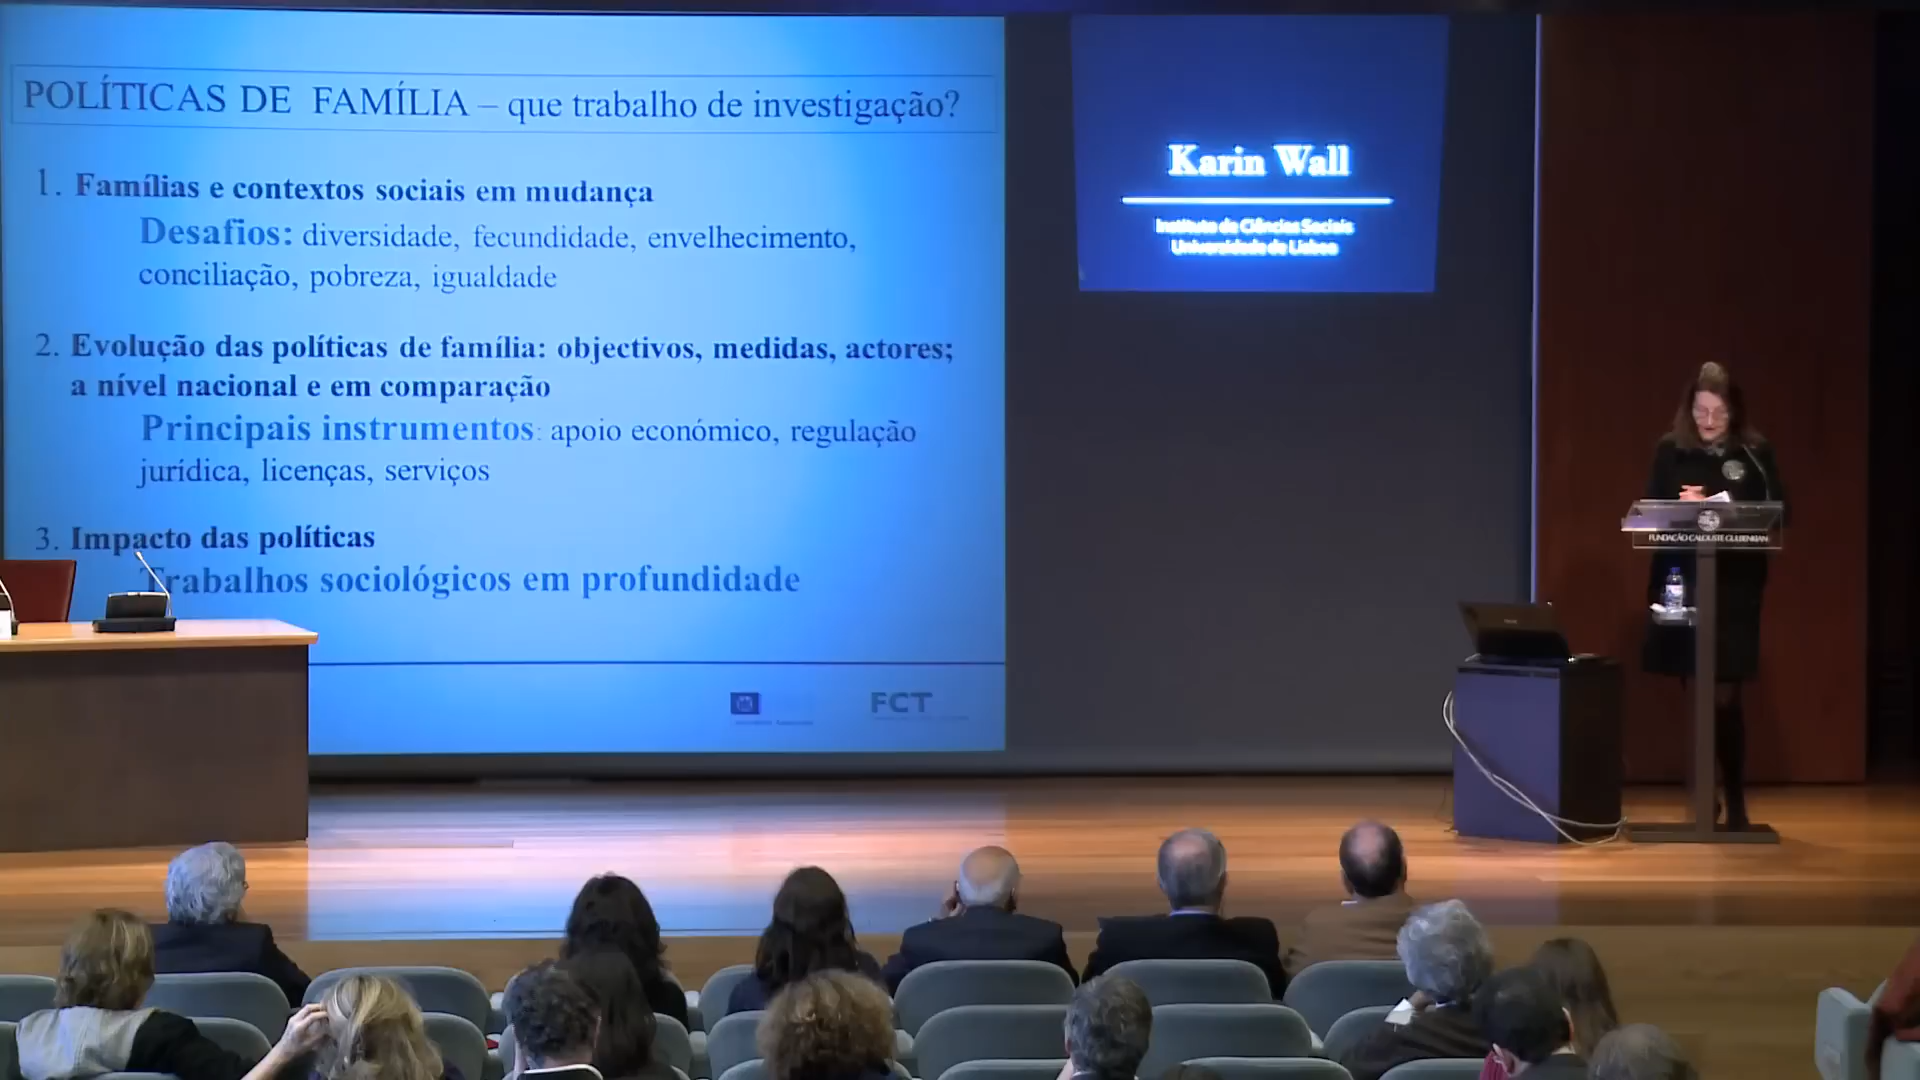 POLÍTICAS DE FAMÍLIA – que trabalho de investigação?
1. Famílias e contextos sociais em mudança
Desafios: diversidade, fecundidade, envelhecimento,
conciliação, pobreza, igualdade
2. Evolução das políticas de família: objectivos, medidas, actores;
a nível nacional e em comparação
Principais instrumentos: apoio económico, regulação
jurídica, licenças, serviços
3. Impacto das políticas
Trabalhos sociológicos em profundidade
FCT
Karin Wall
Instituto de Ciências Sociais
Universidade de Lisboa
FUNDAÇÃO CALOUSTE GULBENKIAN